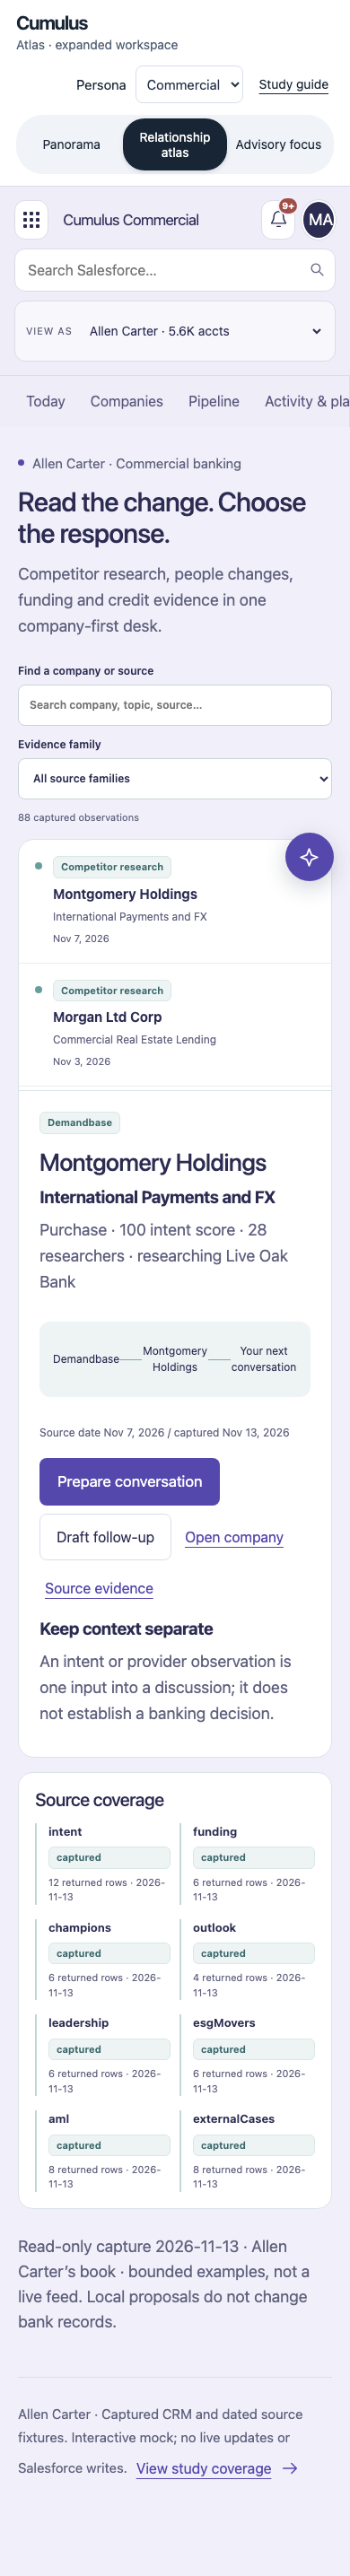 Cumulus
Atlas · expanded workspace
Persona
Commercial
Study guide
Panorama
Relationship
atlas
Advisory focus
Cumulus Commercial
9+
MA
Search Salesforce...
VIEW AS
Allen Carter · 5.6K accts
Today
Companies
Pipeline
Activity & pla
Allen Carter · Commercial banking
Read the change. Choose
the response.
Competitor research, people changes,
funding and credit evidence in one
company-first desk.
Find a company or source
Search company, topic, source...
Evidence family
All source families
88 captured observations
Competitor research
Montgomery Holdings
International Payments and FX
Nov 7, 2026
Competitor research
Morgan Ltd Corp
Commercial Real Estate Lending
Nov 3, 2026
Demandbase
Montgomery Holdings
International Payments and FX
Purchase · 100 intent score · 28
researchers · researching Live Oak
Bank
Demandbase
Montgomery
Holdings
Your next
conversation
Source date Nov 7, 2026 / captured Nov 13, 2026
Prepare conversation
Draft follow-up
Open company
Source evidence
Keep context separate
An intent or provider observation is
one input into a discussion; it does
not establish a banking decision.
Source coverage
intent
captured
12 returned rows · 2026-
11-13
funding
captured
6 returned rows · 2026-
11-13
champions
captured
6 returned rows · 2026-
11-13
outlook
captured
4 returned rows · 2026-
11-13
leadership
captured
6 returned rows · 2026-
11-13
esgMovers
captured
6 returned rows · 2026-
11-13
aml
captured
8 returned rows · 2026-
11-13
externalCases
captured
8 returned rows · 2026-
11-13
Read-only capture 2026-11-13 · Allen
Carter’s book · bounded examples, not a
live feed. Local proposals do not change
bank records.
Allen Carter · Captured CRM and dated source
fixtures. Interactive mock; no live updates or
Salesforce writes. View study coverage →